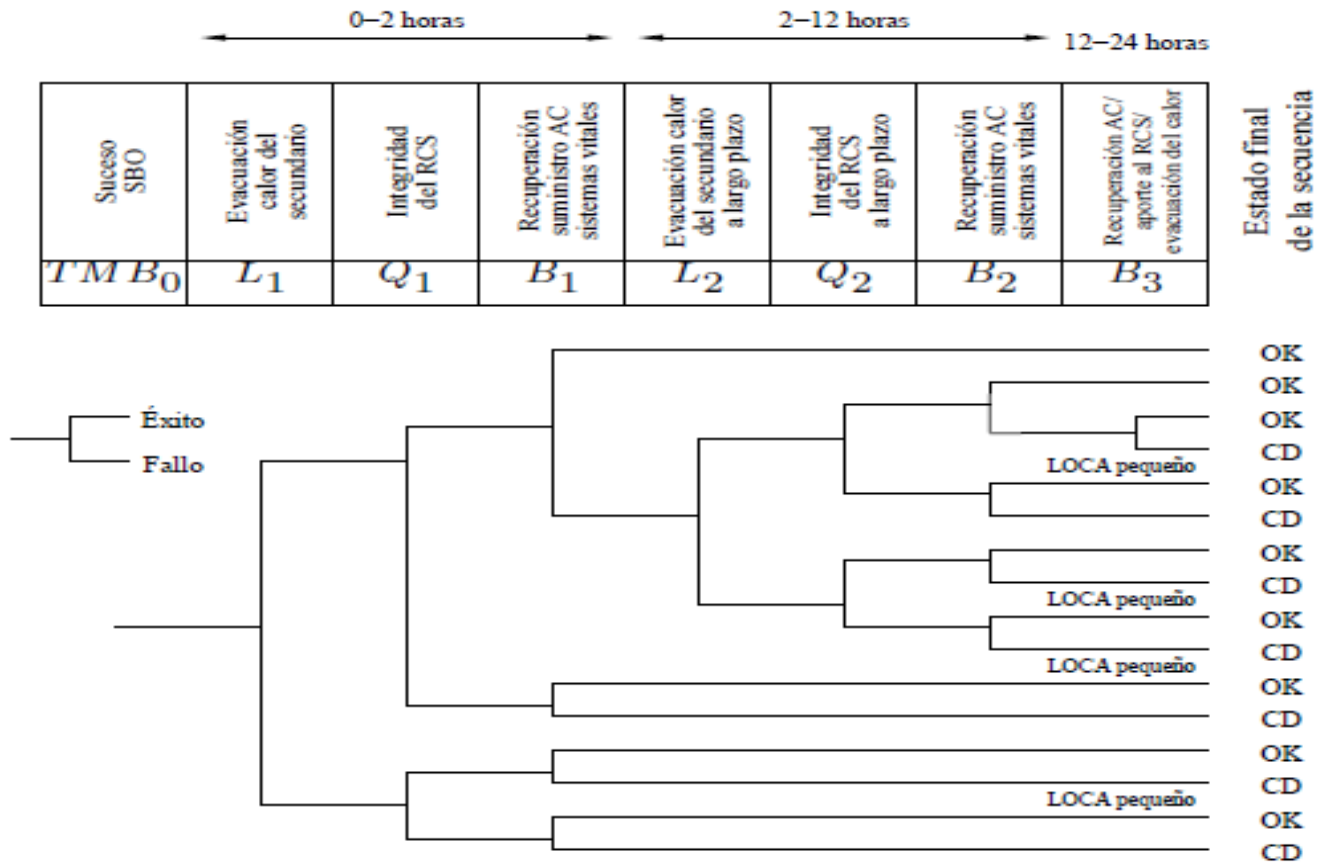 0–2 horas
2–12 horas
12–24 horas
Suceso
SBO
Evacuación
calor del
secundario
Integridad
del RCS
Recuperación
suministro AC
sistemas vitales
Evacuación calor
del secundario
a largo plazo
Integridad
del RCS
a largo plazo
Recuperación
suministro AC
sistemas vitales
Recuperación AC/
aporte al RCS/
evacuación del calor
Estado final
de la secuencia
TMB₀
L₁
Q₁
B₁
L₂
Q₂
B₂
B₃
OK
OK
Éxito
OK
Fallo
CD
LOCA pequeño
OK
CD
OK
CD
LOCA pequeño
OK
CD
LOCA pequeño
OK
CD
OK
CD
LOCA pequeño
OK
CD